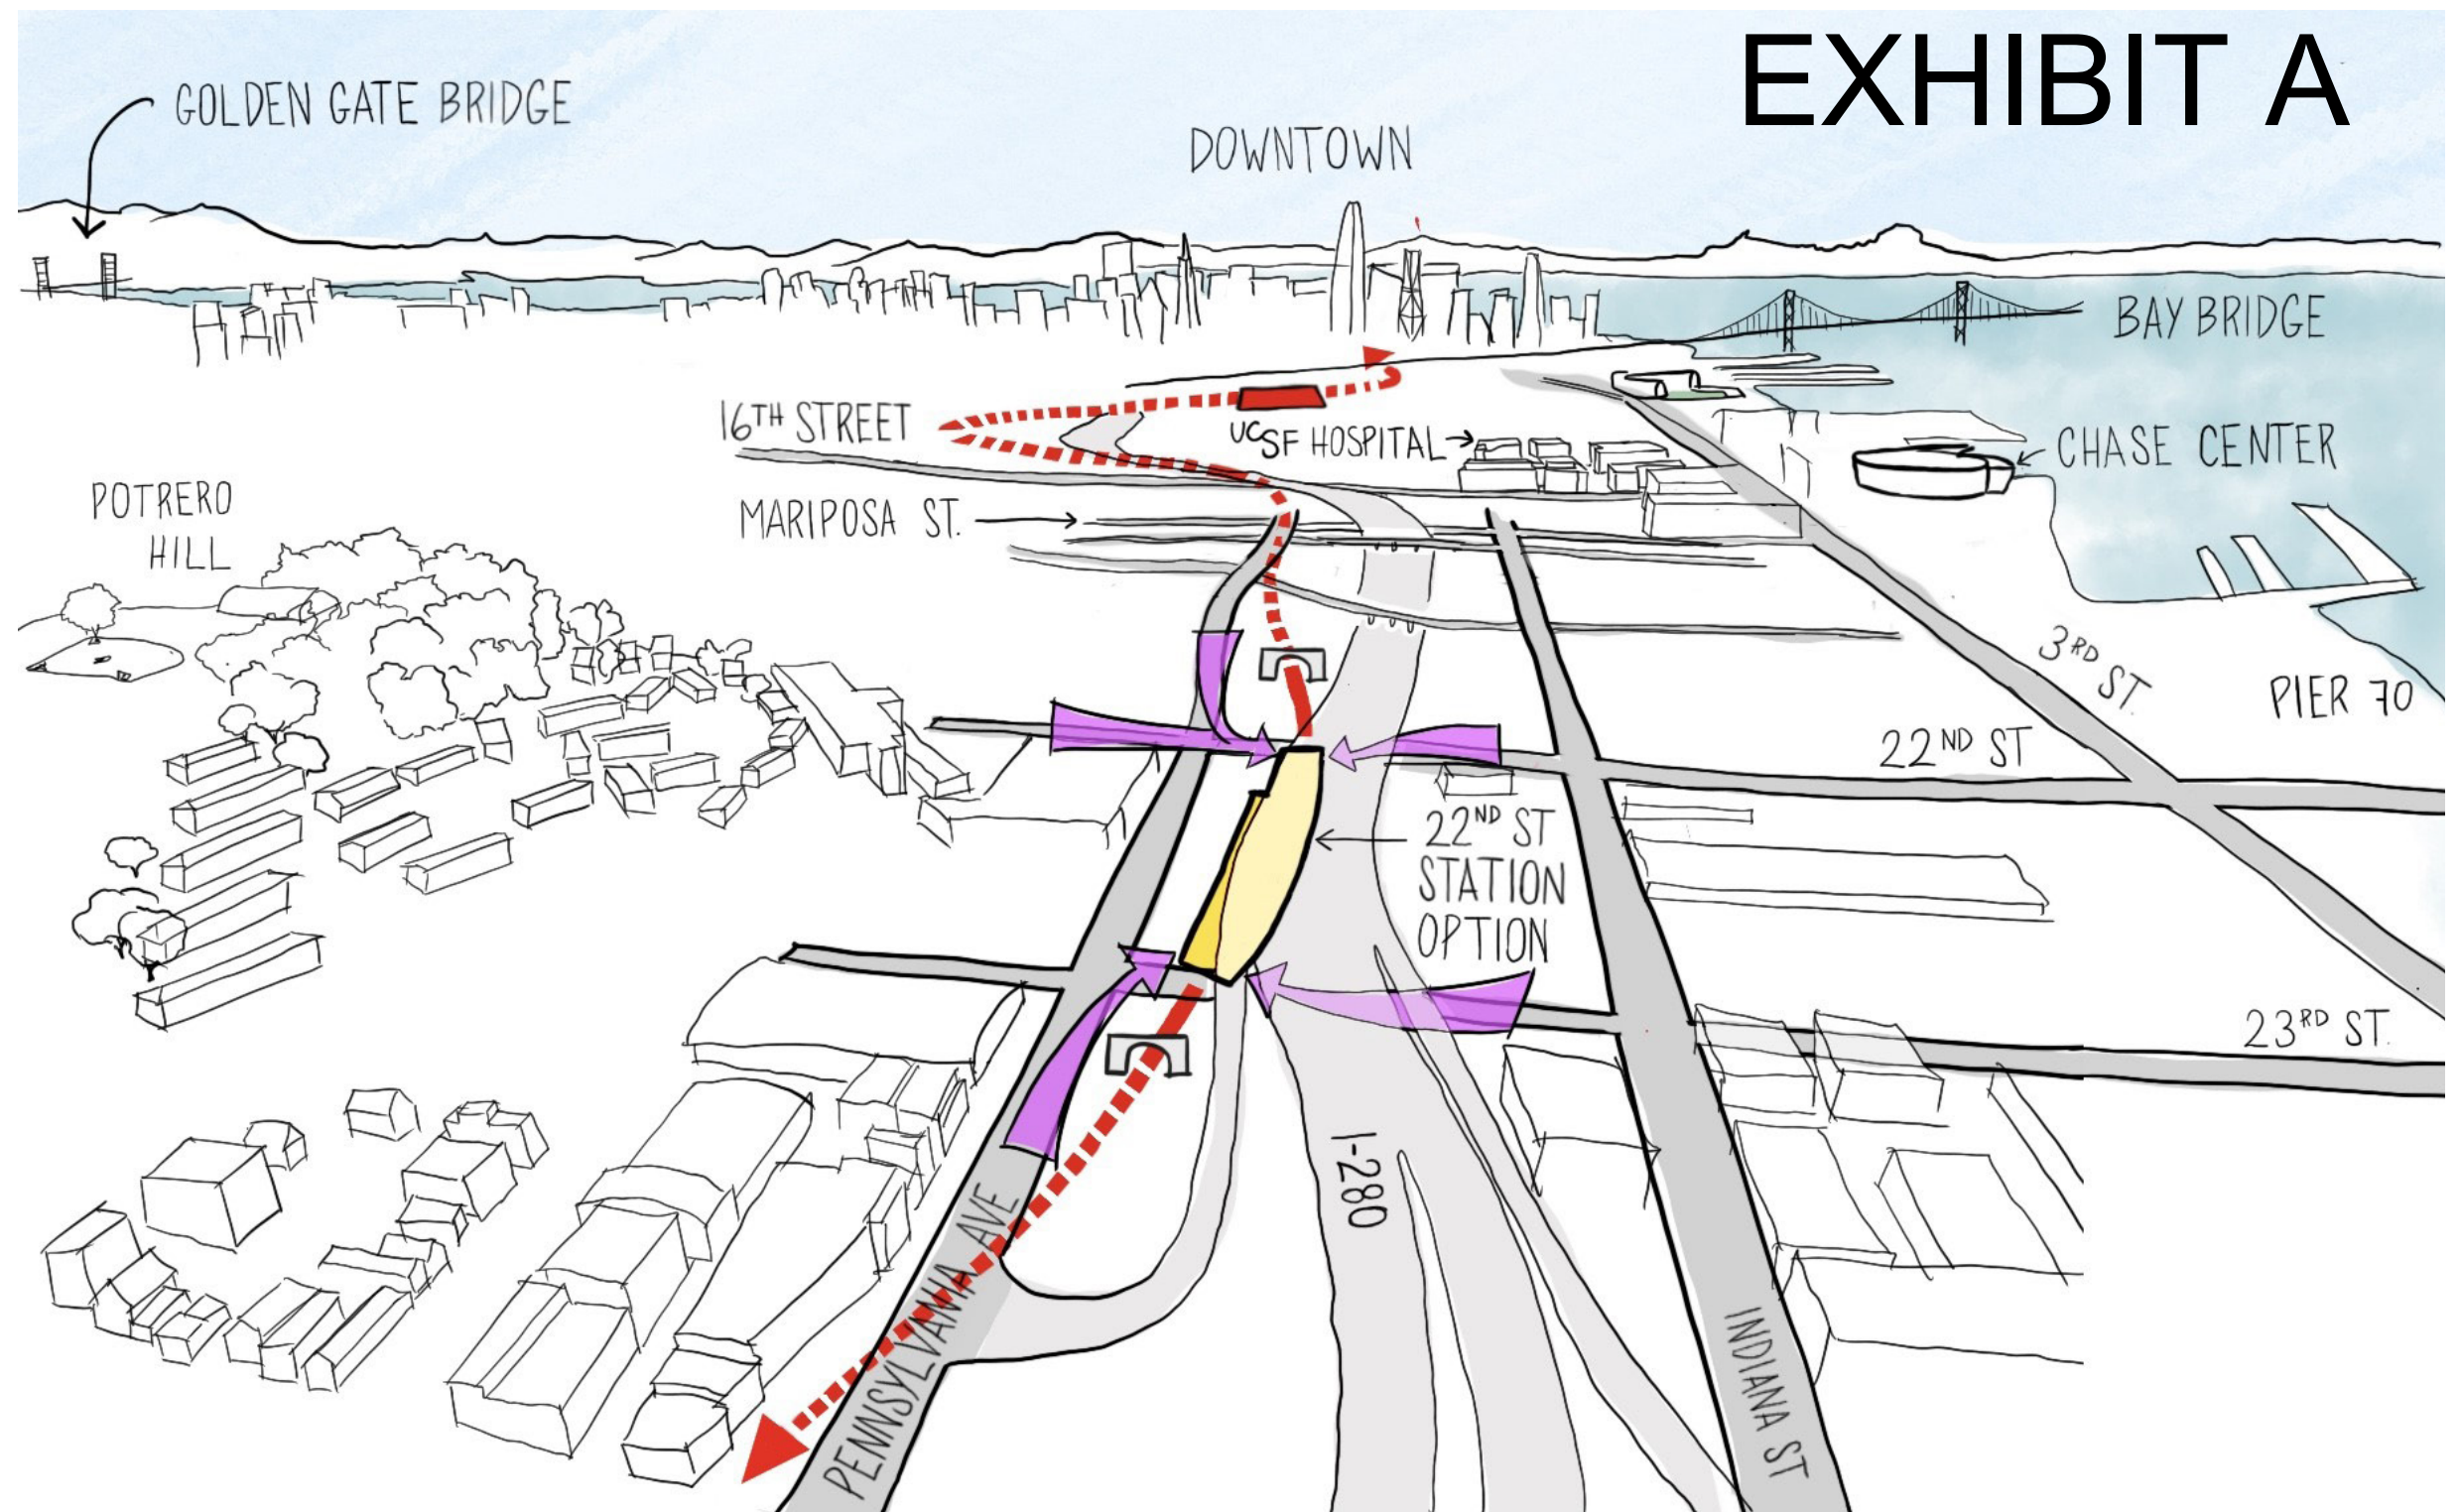 EXHIBIT A
GOLDEN GATE BRIDGE
DOWNTOWN
BAY BRIDGE
16TH STREET
UCSF HOSPITAL
CHASE CENTER
POTRERO
HILL
MARIPOSA ST.
3RD ST.
PIER 70
22ND ST
22ND ST
STATION
OPTION
23RD ST.
I-280
PENNSYLVANIA AVE
INDIANA ST